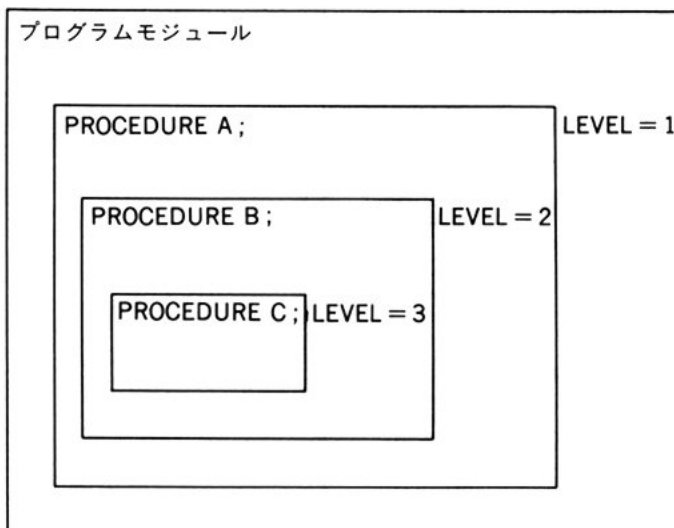 プログラムモジュール
PROCEDURE A ;
LEVEL = 1
PROCEDURE B ;
LEVEL = 2
PROCEDURE C ;
LEVEL = 3